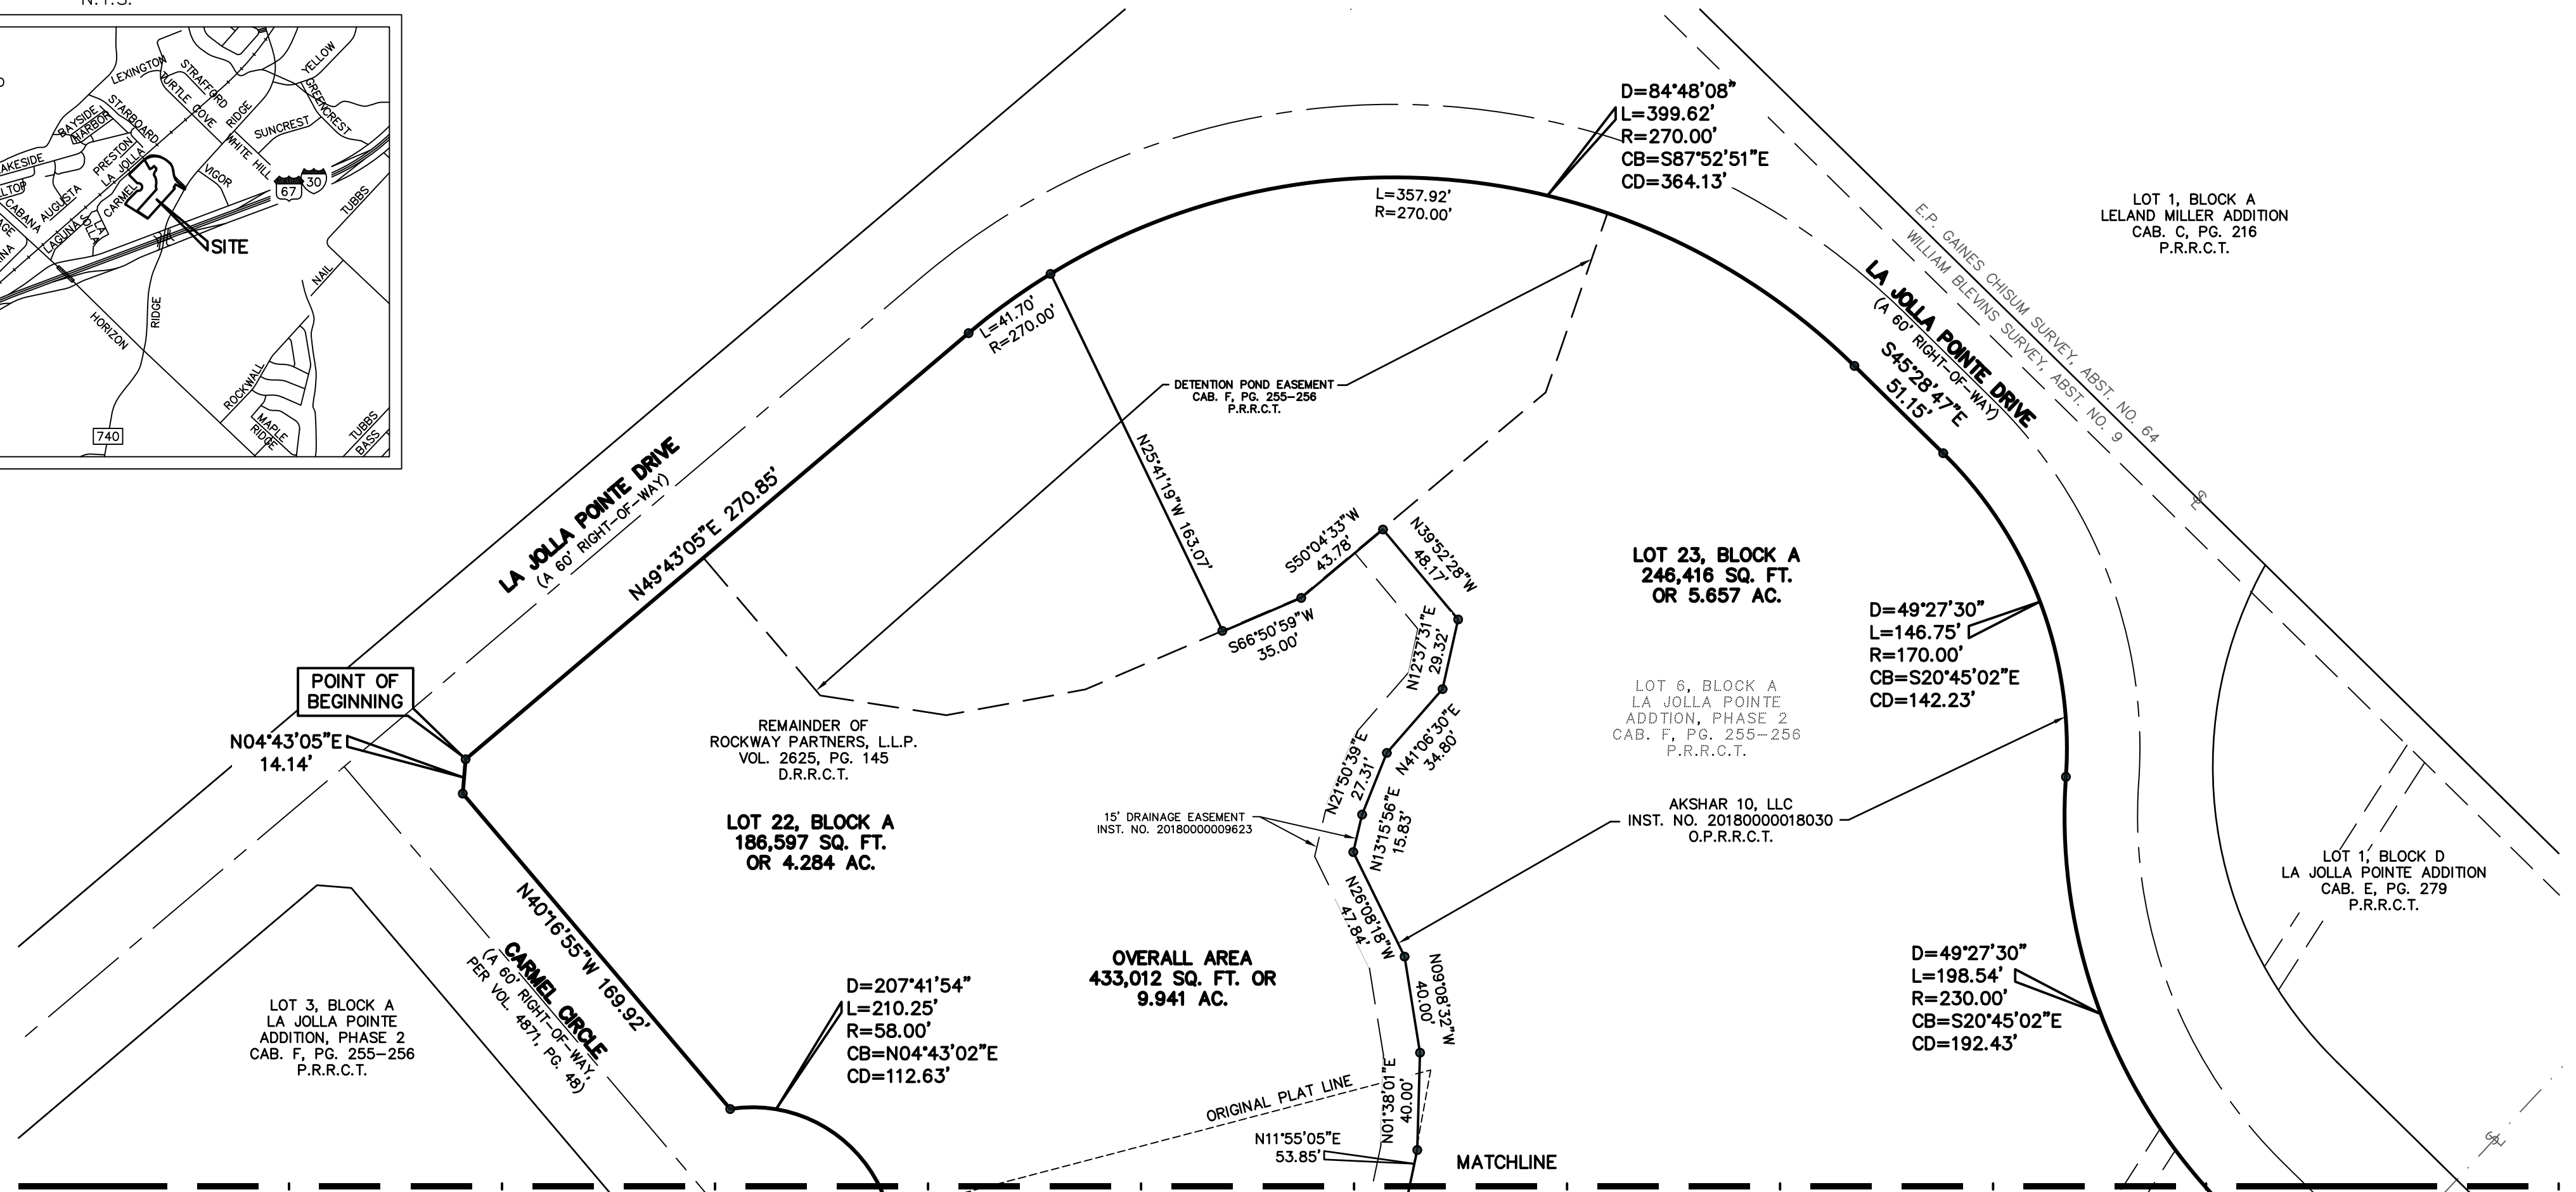 N.T.S.
LEXINGTON
STRAFFORD
TURTLE COVE
YELLOW
GREENCREST
RIDGE
STARBOARD
BAYSIDE
HARBOR
SUNCREST
WHITE HILL
PRESTON
LA JOLLA
AKESIDE
LTOP
CABANA
AUGUSTA
CARMEL
VIGOR
67
30
TUBBS
LAGUNA
LA
JOLLA
AGE
INA
SITE
NAIL
HORIZON
RIDGE
ROCKWALL
MAPLE
RIDGE
740
TUBBS
BASS
D=84°48'08"
L=399.62'
R=270.00'
CB=S87°52'51"E
CD=364.13'
L=357.92'
R=270.00'
L=41.70'
R=270.00'
LOT 1, BLOCK A
LELAND MILLER ADDITION
CAB. C, PG. 216
P.R.R.C.T.
E.P. GAINES CHISUM SURVEY, ABST. NO. 64
WILLIAM BLEVINS SURVEY, ABST. NO. 9
LA JOLLA POINTE DRIVE
(A 60' RIGHT-OF-WAY)
S45°28'47"E
51.15'
DETENTION POND EASEMENT
CAB. F, PG. 255-256
P.R.R.C.T.
N25°41'19"W 163.07'
LA JOLLA POINTE DRIVE
(A 60' RIGHT-OF-WAY)
N49°43'05"E 270.85'
S50°04'33"W
43.78'
N39°52'28"W
48.17'
S66°50'59"W
35.00'
N12°37'31"E
29.32'
LOT 23, BLOCK A
246,416 SQ. FT.
OR 5.657 AC.
D=49°27'30"
L=146.75'
R=170.00'
CB=S20°45'02"E
CD=142.23'
LOT 6, BLOCK A
LA JOLLA POINTE
ADDTION, PHASE 2
CAB. F, PG. 255-256
P.R.R.C.T.
POINT OF
BEGINNING
N04°43'05"E
14.14'
REMAINDER OF
ROCKWAY PARTNERS, L.L.P.
VOL. 2625, PG. 145
D.R.R.C.T.
LOT 22, BLOCK A
186,597 SQ. FT.
OR 4.284 AC.
N41°06'30"E
34.80'
N21°50'39"E
27.31'
N13°15'56"E
15.83'
15' DRAINAGE EASEMENT
INST. NO. 20180000009623
AKSHAR 10, LLC
INST. NO. 20180000018030
O.P.R.R.C.T.
N26°08'18"W
47.84'
LOT 1, BLOCK D
LA JOLLA POINTE ADDITION
CAB. E, PG. 279
P.R.R.C.T.
N40°16'55"W 169.92'
CARMEL CIRCLE
(A 60' RIGHT-OF-WAY,
PER VOL. 4871, PG. 48)
OVERALL AREA
433,012 SQ. FT. OR
9.941 AC.
N09°08'32"W
40.00'
D=49°27'30"
L=198.54'
R=230.00'
CB=S20°45'02"E
CD=192.43'
D=207°41'54"
L=210.25'
R=58.00'
CB=N04°43'02"E
CD=112.63'
LOT 3, BLOCK A
LA JOLLA POINTE
ADDITION, PHASE 2
CAB. F, PG. 255-256
P.R.R.C.T.
ORIGINAL PLAT LINE
N01°38'01"E
40.00'
N11°55'05"E
53.85'
MATCHLINE